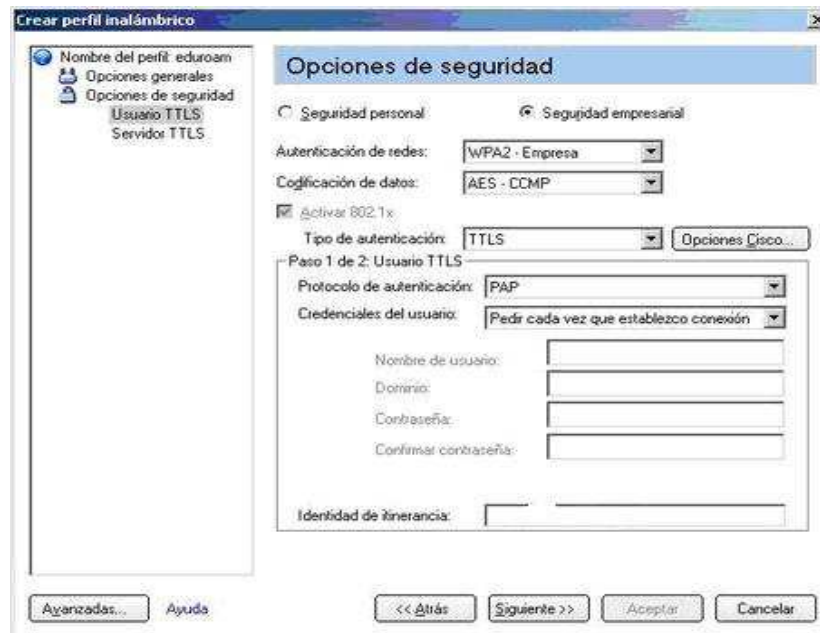 Crear perfil inalámbrico
Nombre del perfil: eduroam
Opciones generales
Opciones de seguridad
Usuario TTLS
Servidor TTLS
Opciones de seguridad
Seguridad personal
Seguridad empresarial
Autenticación de redes:
WPA2 - Empresa
Codificación de datos:
AES - CCMP
Activar 802.1x
Tipo de autenticación:
TTLS
Opciones Cisco...
Paso 1 de 2: Usuario TTLS
Protocolo de autenticación:
PAP
Credenciales del usuario:
Pedir cada vez que establezco conexión
Nombre de usuario:
Dominio:
Contraseña:
Confirmar contraseña:
Identidad de itinerancia:
Avanzadas...
Ayuda
<< Atrás
Siguiente >>
Aceptar
Cancelar